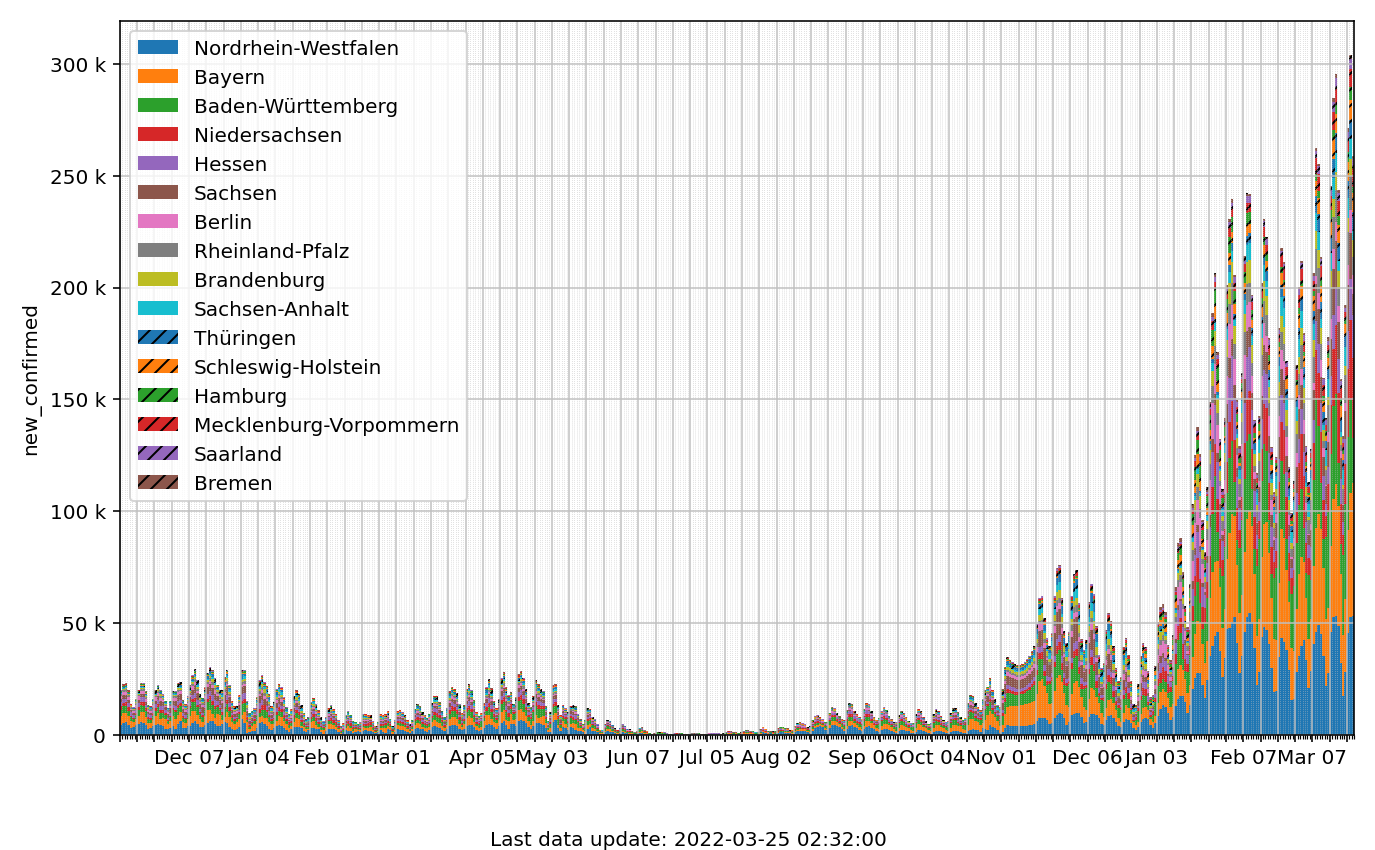 300 k
250 k
200 k
150 k
100 k
50 k
0
new_confirmed
Nordrhein-Westfalen
Bayern
Baden-Württemberg
Niedersachsen
Hessen
Sachsen
Berlin
Rheinland-Pfalz
Brandenburg
Sachsen-Anhalt
Thüringen
Schleswig-Holstein
Hamburg
Mecklenburg-Vorpommern
Saarland
Bremen
Dec 07 Jan 04 Feb 01 Mar 01 Apr 05 May 03 Jun 07 Jul 05 Aug 02 Sep 06 Oct 04 Nov 01 Dec 06 Jan 03 Feb 07 Mar 07
Last data update: 2022-03-25 02:32:00